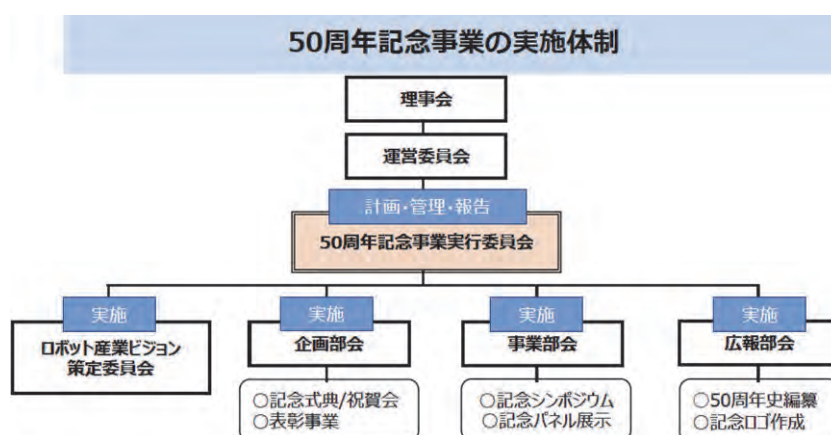 50周年記念事業の実施体制
理事会
運営委員会
計画・管理・報告
50周年記念事業実行委員会
実施
ロボット産業ビジョン
策定委員会
実施
企画部会
○記念式典/祝賀会
○表彰事業
実施
事業部会
○記念シンポジウム
○記念パネル展示
実施
広報部会
○50周年史編纂
○記念ロゴ作成